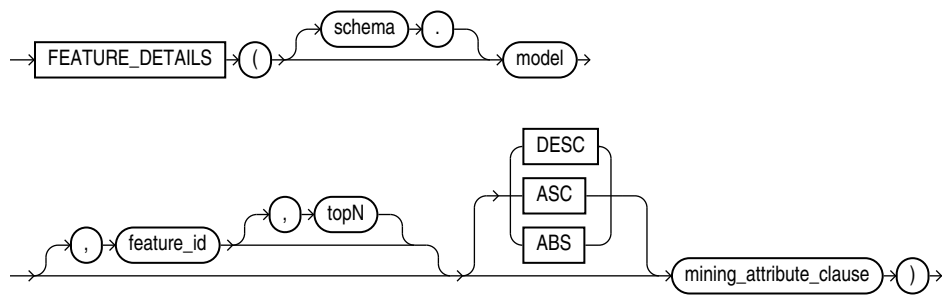 FEATURE_DETAILS ( schema . model
, feature_id , topN DESC
ASC
ABS
mining_attribute_clause )